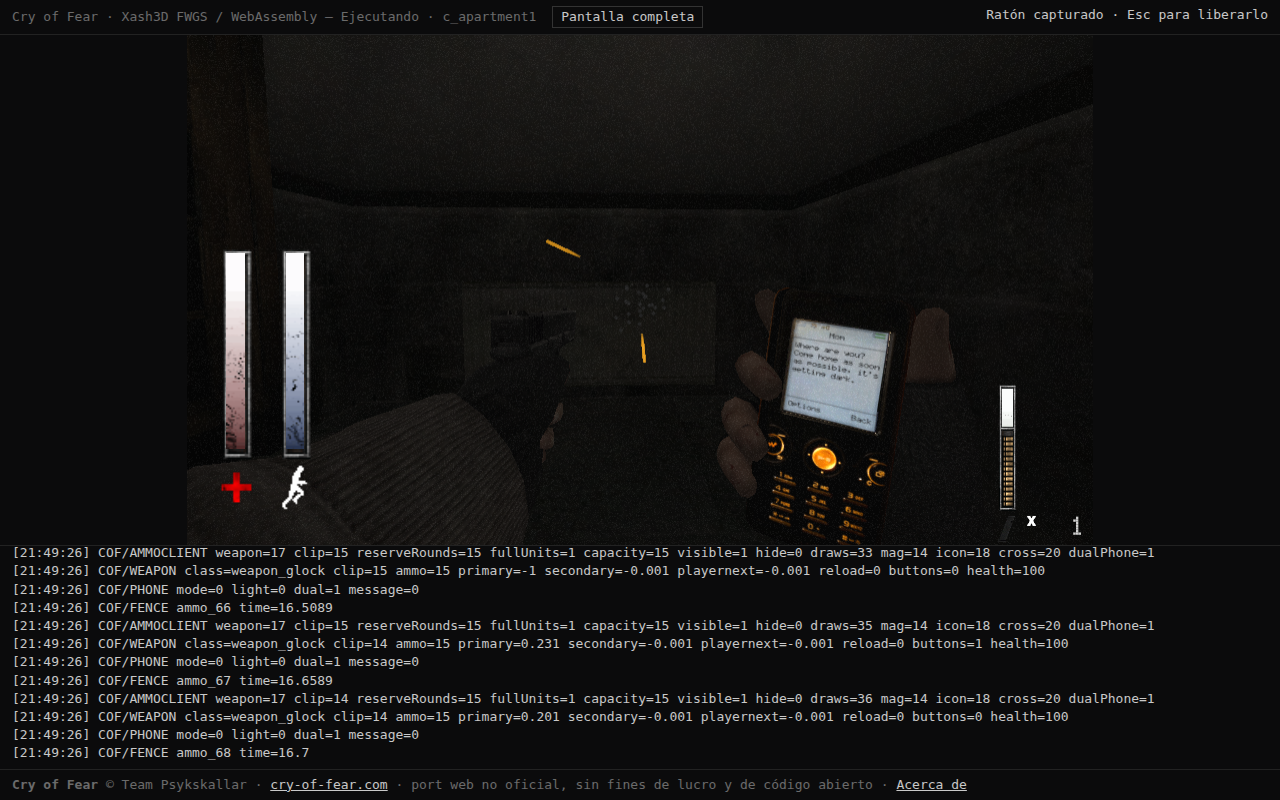 Cry of Fear · Xash3D FWGS / WebAssembly — Ejecutando · c_apartment1
Pantalla completa
Ratón capturado · Esc para liberarlo
Mom
Where are you?
Come home as soon
as possible, it's
getting dark.
Options
Back
x
1
[21:49:26] COF/AMMOCLIENT weapon=17 clip=15 reserveRounds=15 fullUnits=1 capacity=15 visible=1 hide=0 draws=33 mag=14 icon=18 cross=20 dualPhone=1
[21:49:26] COF/WEAPON class=weapon_glock clip=15 ammo=15 primary=-1 secondary=-0.001 playernext=-0.001 reload=0 buttons=0 health=100
[21:49:26] COF/PHONE mode=0 light=0 dual=1 message=0
[21:49:26] COF/FENCE ammo_66 time=16.5089
[21:49:26] COF/AMMOCLIENT weapon=17 clip=15 reserveRounds=15 fullUnits=1 capacity=15 visible=1 hide=0 draws=35 mag=14 icon=18 cross=20 dualPhone=1
[21:49:26] COF/WEAPON class=weapon_glock clip=14 ammo=15 primary=0.231 secondary=-0.001 playernext=-0.001 reload=0 buttons=1 health=100
[21:49:26] COF/PHONE mode=0 light=0 dual=1 message=0
[21:49:26] COF/FENCE ammo_67 time=16.6589
[21:49:26] COF/AMMOCLIENT weapon=17 clip=14 reserveRounds=15 fullUnits=1 capacity=15 visible=1 hide=0 draws=36 mag=14 icon=18 cross=20 dualPhone=1
[21:49:26] COF/WEAPON class=weapon_glock clip=14 ammo=15 primary=0.201 secondary=-0.001 playernext=-0.001 reload=0 buttons=0 health=100
[21:49:26] COF/PHONE mode=0 light=0 dual=1 message=0
[21:49:26] COF/FENCE ammo_68 time=16.7
Cry of Fear © Team Psykskallar · cry-of-fear.com · port web no oficial, sin fines de lucro y de código abierto · Acerca de